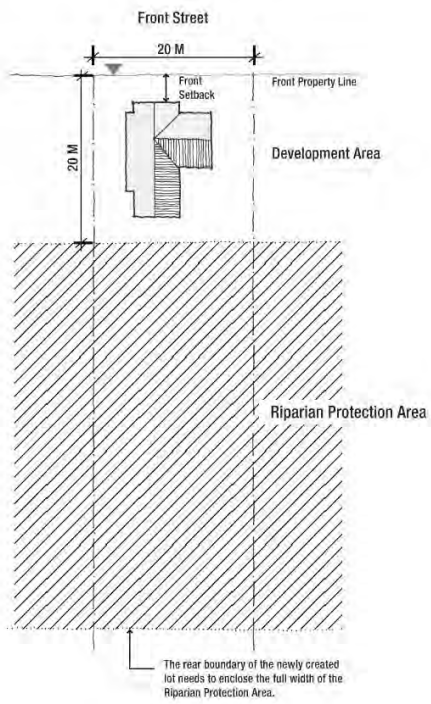 Front Street
20 M
Front
Setback
Front Property Line
20 M
Development Area
Riparian Protection Area
The rear boundary of the newly created
lot needs to enclose the full width of the
Riparian Protection Area.